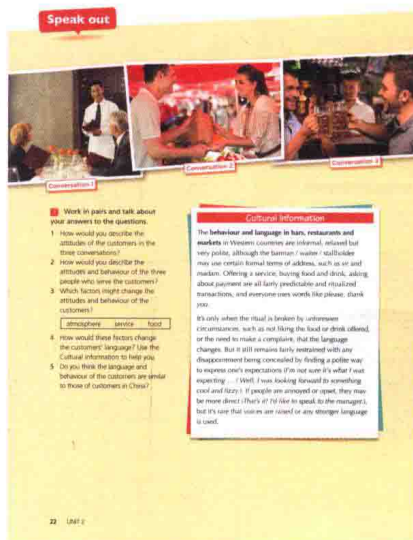 Speak out
Conversation 1
Conversation 2
Conversation 3
1 Work in pairs and talk about
your answers to the questions.
1 How would you describe the
attitudes of the customers in the
three conversations?
2 How would you describe the
attitudes and behaviour of the three
people who serve the customers?
3 Which factors might change the
attitudes and behaviour of the
customers?
atmosphere service food
4 How would these factors change
the customers' language? Use the
Cultural information to help you.
5 Do you think the language and
behaviour of the customers are similar
to those of customers in China?
Cultural Information
The behaviour and language in bars, restaurants and
markets in Western countries are informal, relaxed but
very polite, although the barman / waiter / stallholder
may use certain formal terms of address, such as sir and
madam. Offering a service, buying food and drink, asking
about payment are all fairly predictable and ritualized
transactions, and everyone uses words like please, thank
you.
It's only when the ritual is broken by unforeseen
circumstances, such as not liking the food or drink offered,
or the need to make a complaint, that the language
changes. But it still remains fairly restrained with any
disappointment being concealed by finding a polite way
to express one's expectations (I'm not sure it's what I was
expecting ... / Well, I was looking forward to something
cool and fizzy.). If people are annoyed or upset, they may
be more direct (That's it! I'd like to speak to the manager.),
but it's rare that voices are raised or any stronger language
is used.
22 UNIT 2